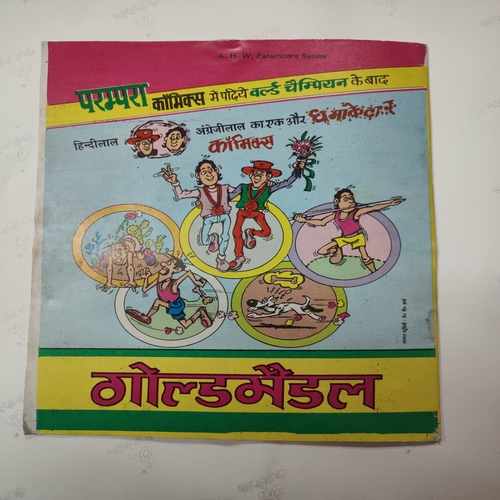 A. H. W. Parampara Series
परम्परा कॉमिक्स में पढ़िये वर्ल्ड चैम्पियन के बाद
हिन्दीलाल अंग्रेजीलाल का एक और धमाकेदार
कॉमिक्स
गोल्डमैडल